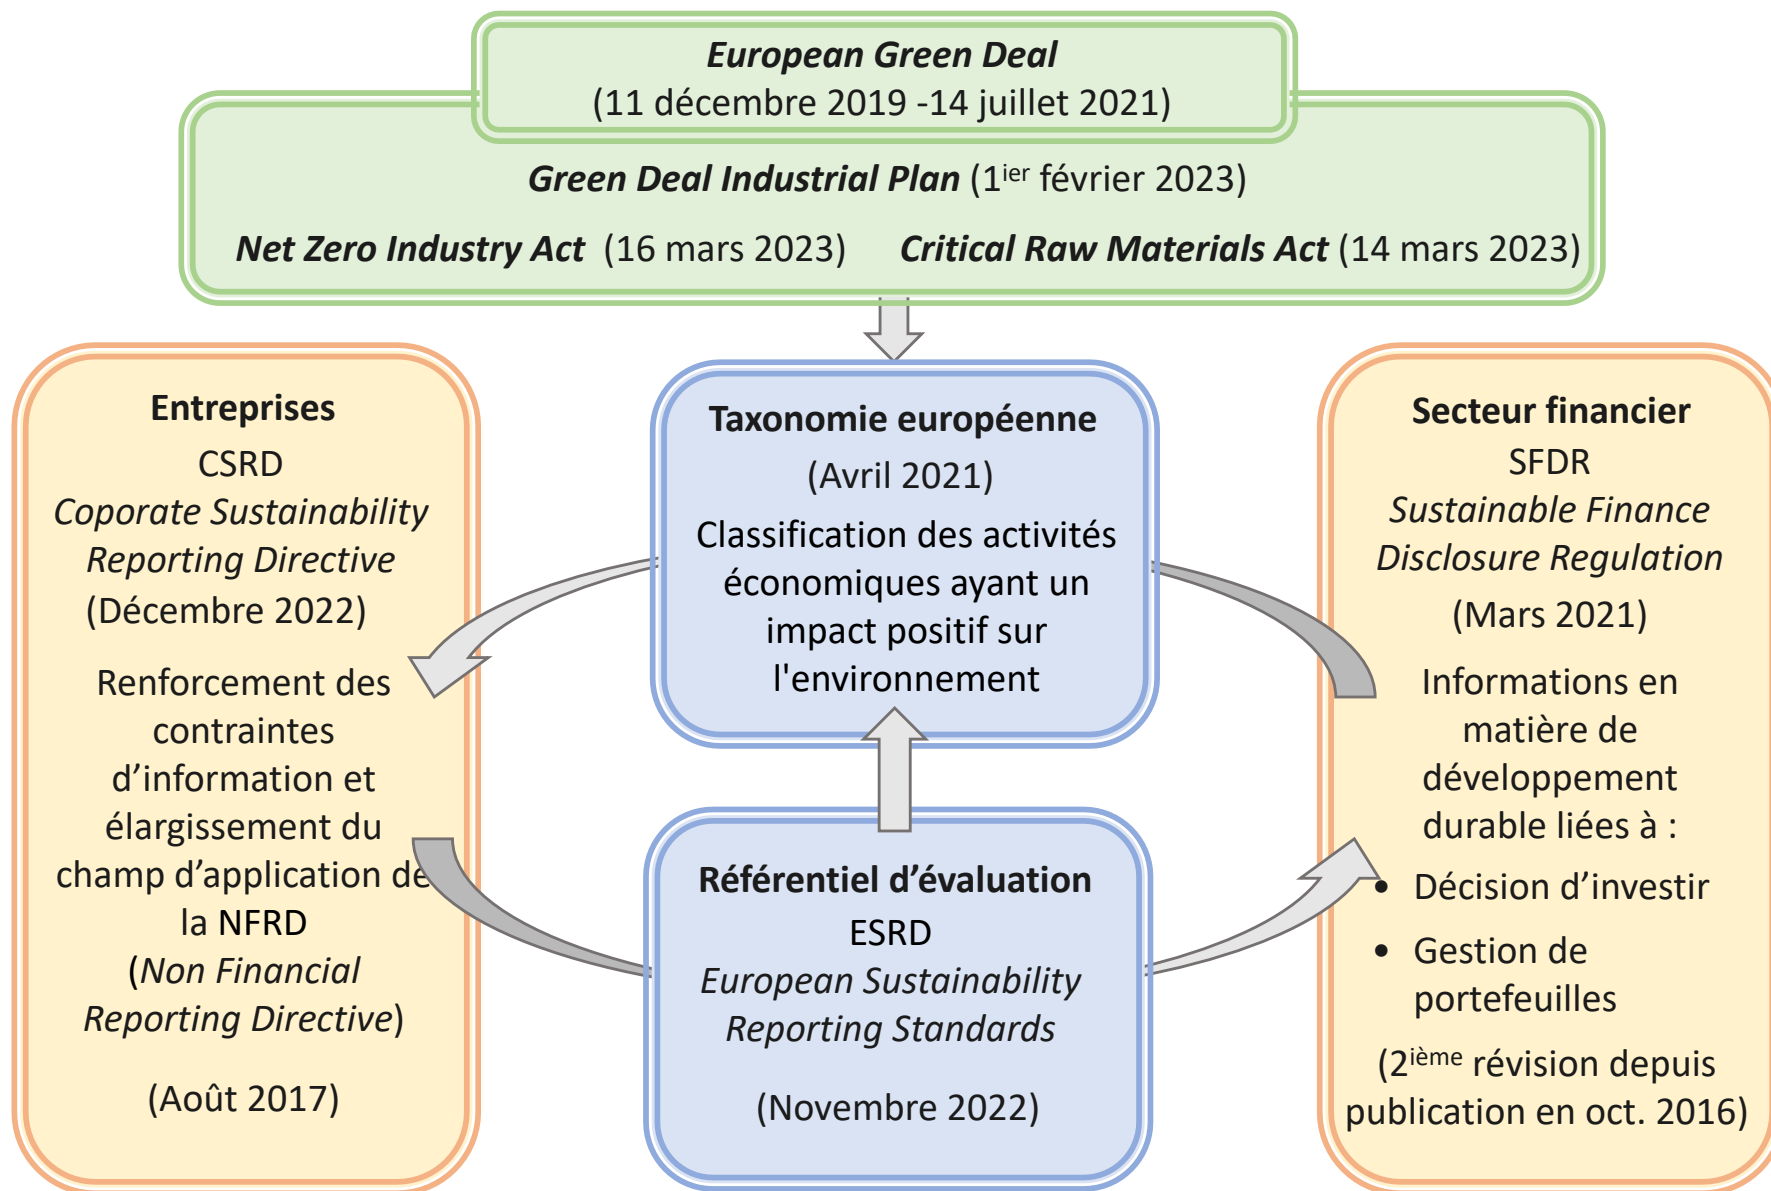 European Green Deal
(11 décembre 2019 -14 juillet 2021)
Green Deal Industrial Plan (1ier février 2023)
Net Zero Industry Act (16 mars 2023) Critical Raw Materials Act (14 mars 2023)
Entreprises
CSRD
Coporate Sustainability
Reporting Directive
(Décembre 2022)
Renforcement des
contraintes
d’information et
élargissement du
champ d’application de
la NFRD
(Non Financial
Reporting Directive)
(Août 2017)
Taxonomie européenne
(Avril 2021)
Classification des activités
économiques ayant un
impact positif sur
l'environnement
Référentiel d’évaluation
ESRD
European Sustainability
Reporting Standards
(Novembre 2022)
Secteur financier
SFDR
Sustainable Finance
Disclosure Regulation
(Mars 2021)
Informations en
matière de
développement
durable liées à :
• Décision d’investir
• Gestion de
portefeuilles
(2ième révision depuis
publication en oct. 2016)